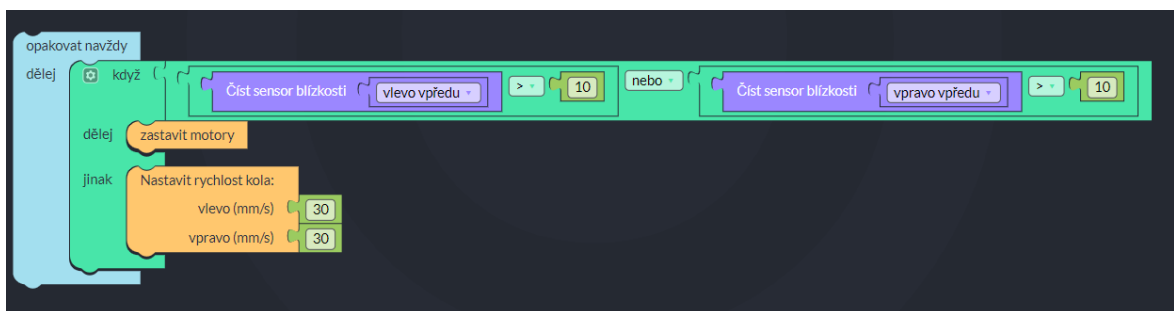 opakovat navždy
dělej
když ( Číst sensor blízkosti vlevo vpředu > 10 nebo Číst sensor blízkosti vpravo vpředu > 10
dělej zastavit motory
jinak Nastavit rychlost kola:
vlevo (mm/s) 30
vpravo (mm/s) 30